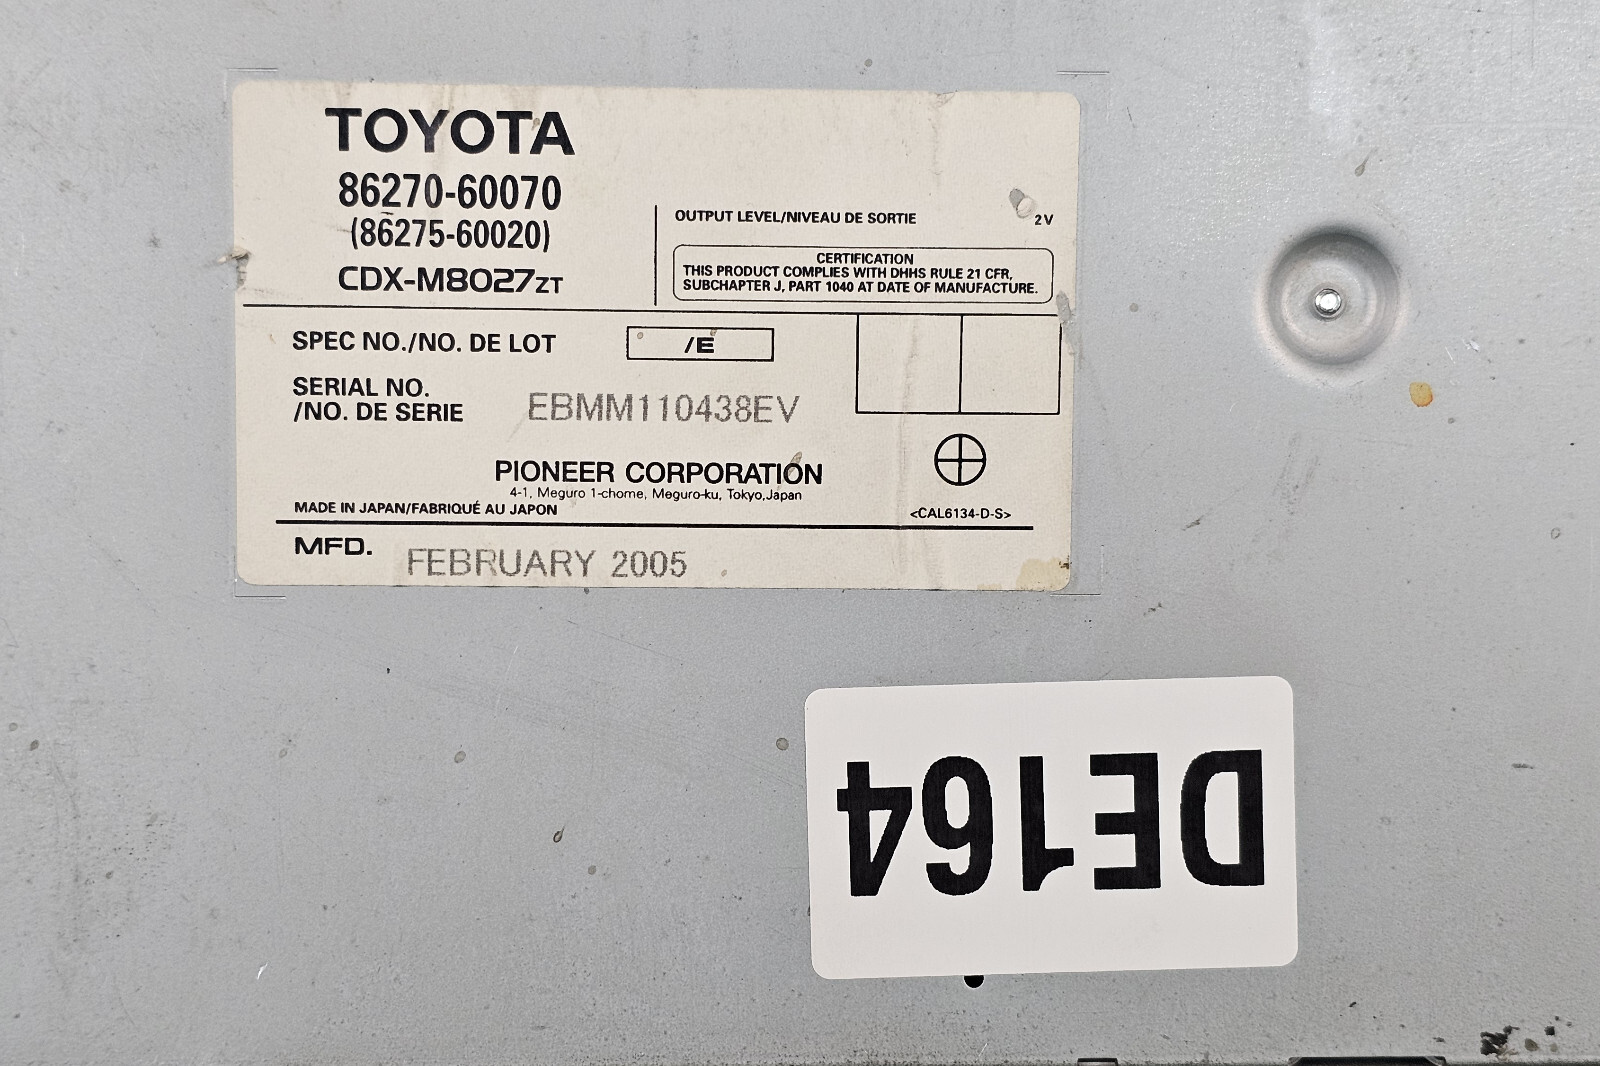 TOYOTA
86270-60070
(86275-60020)
CDX-M8027ZT
OUTPUT LEVEL/NIVEAU DE SORTIE 2V
CERTIFICATION
THIS PRODUCT COMPLIES WITH DHHS RULE 21 CFR,
SUBCHAPTER J, PART 1040 AT DATE OF MANUFACTURE.
SPEC NO./NO. DE LOT /E
SERIAL NO.
/NO. DE SERIE EBMM110438EV
PIONEER CORPORATION
4-1, Meguro 1-chome, Meguro-ku, Tokyo,Japan
MADE IN JAPAN/FABRIQUÉ AU JAPON
<CAL6134-D-S>
MFD. FEBRUARY 2005
DE164